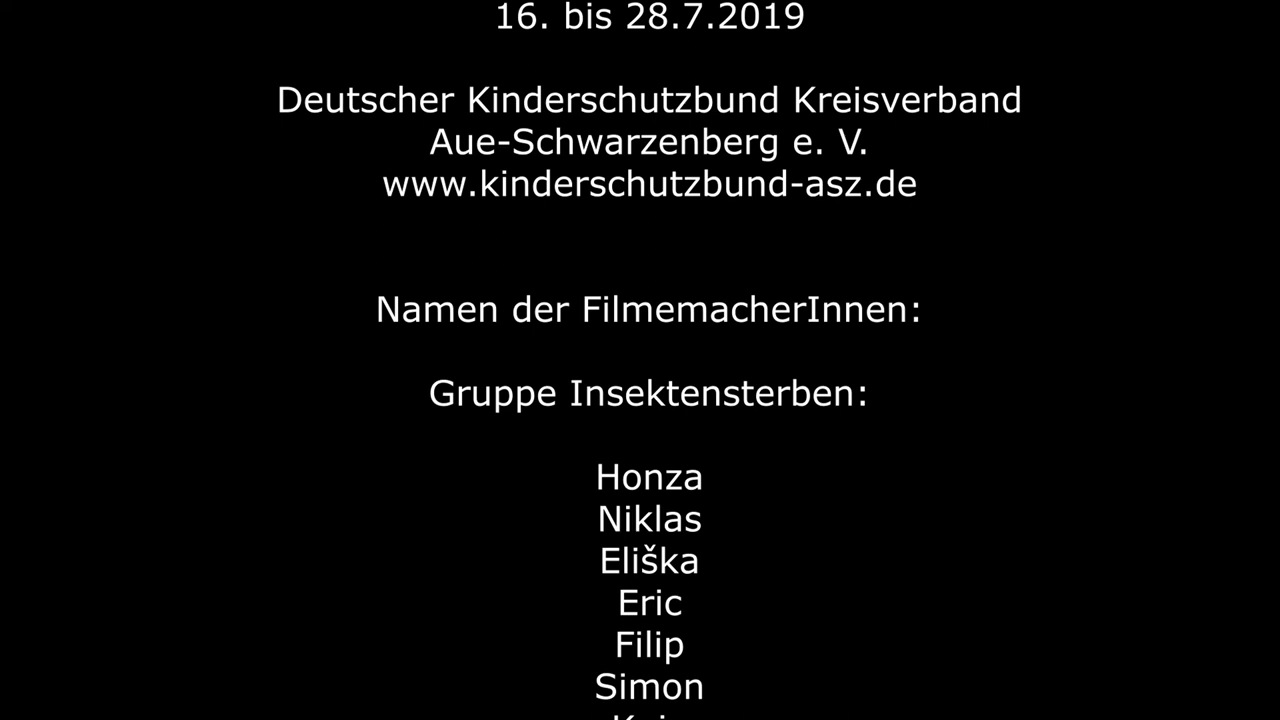 16. bis 28.7.2019
Deutscher Kinderschutzbund Kreisverband
Aue-Schwarzenberg e. V.
www.kinderschutzbund-asz.de
Namen der FilmemacherInnen:
Gruppe Insektensterben:
Honza
Niklas
Eliška
Eric
Filip
Simon